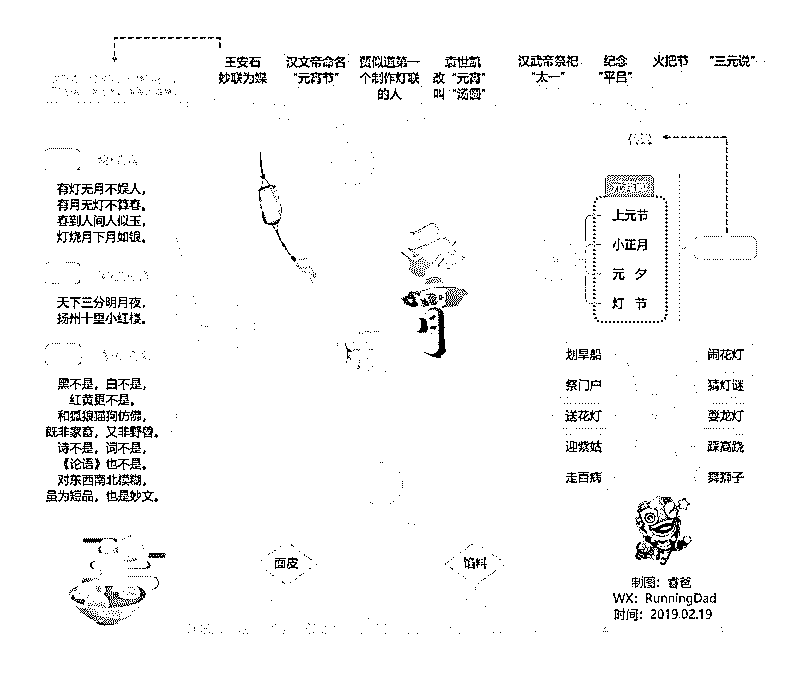 王安石
妙联为媒
汉文帝命名
“元宵节”
贾似道第一
个制作灯联
的人
袁世凯
改“元宵”
叫“汤圆”
汉武帝祭祀
“太一”
纪念
“平吕”
火把节
“三元说”
有灯无月不娱人，
有月无灯不算春。
春到人间人似玉，
灯烧月下月如银。
天下三分明月夜，
扬州十里小红楼。
黑不是，白不是，
红黄更不是。
和狐狼猫狗仿佛，
既非家畜，又非野兽。
诗不是，词不是，
《论语》也不是。
对东西南北模糊，
虽为短品，也是妙文。
上元节
小正月
元 夕
灯 节
划旱船
祭门户
送花灯
迎紫姑
走百病
闹花灯
猜灯谜
耍龙灯
踩高跷
舞狮子
面皮
馅料
制图：睿爸
WX：RunningDad
时间：2019.02.19